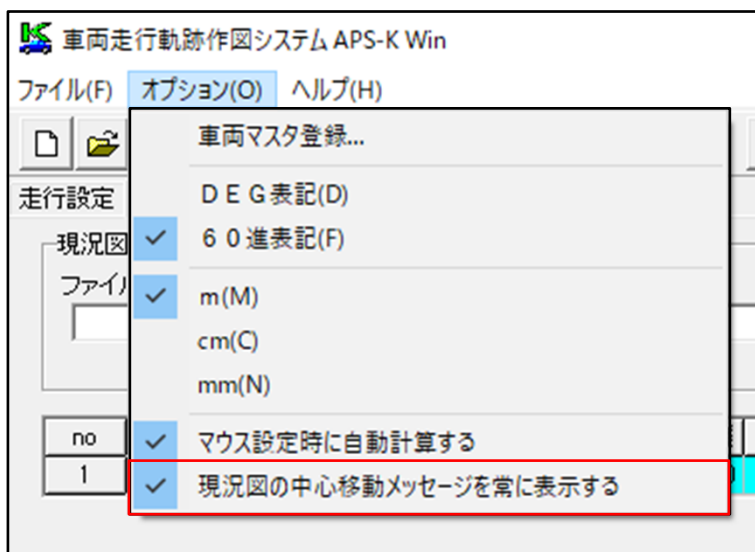 車両走行軌跡作図システム APS-K Win
ファイル(F) オプション(O) ヘルプ(H)
車両マスタ登録...
走行設定
ＤＥＧ表記(D)
現況図
６０進表記(F)
ファイル
m(M)
cm(C)
mm(N)
no
マウス設定時に自動計算する
1
現況図の中心移動メッセージを常に表示する